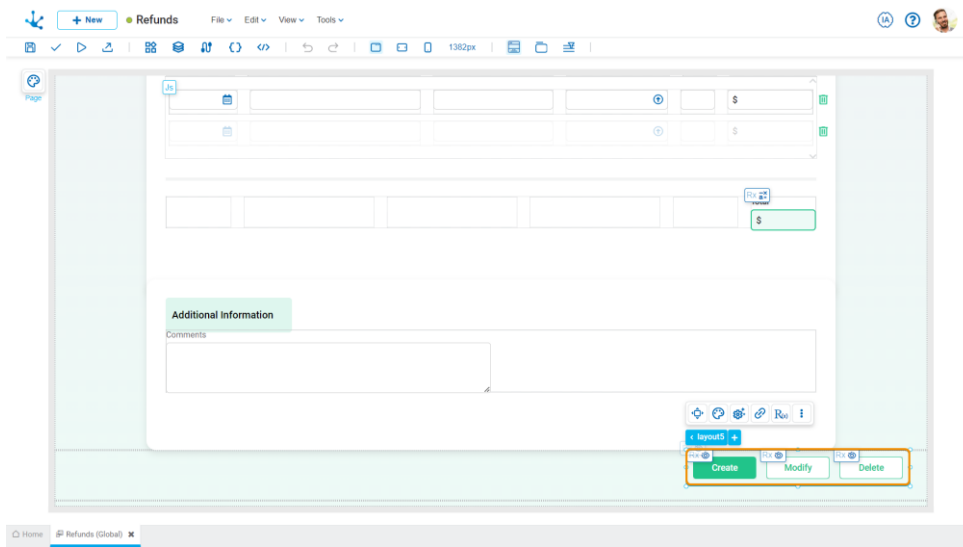 + New
Refunds
File
Edit
View
Tools
IA
?
1382px
Page
Js
$
$
Rx
Total
$
Additional Information
Comments
R(x)
layout5 +
Rx
Rx
Rx
Create
Modify
Delete
Home
Refunds (Global)